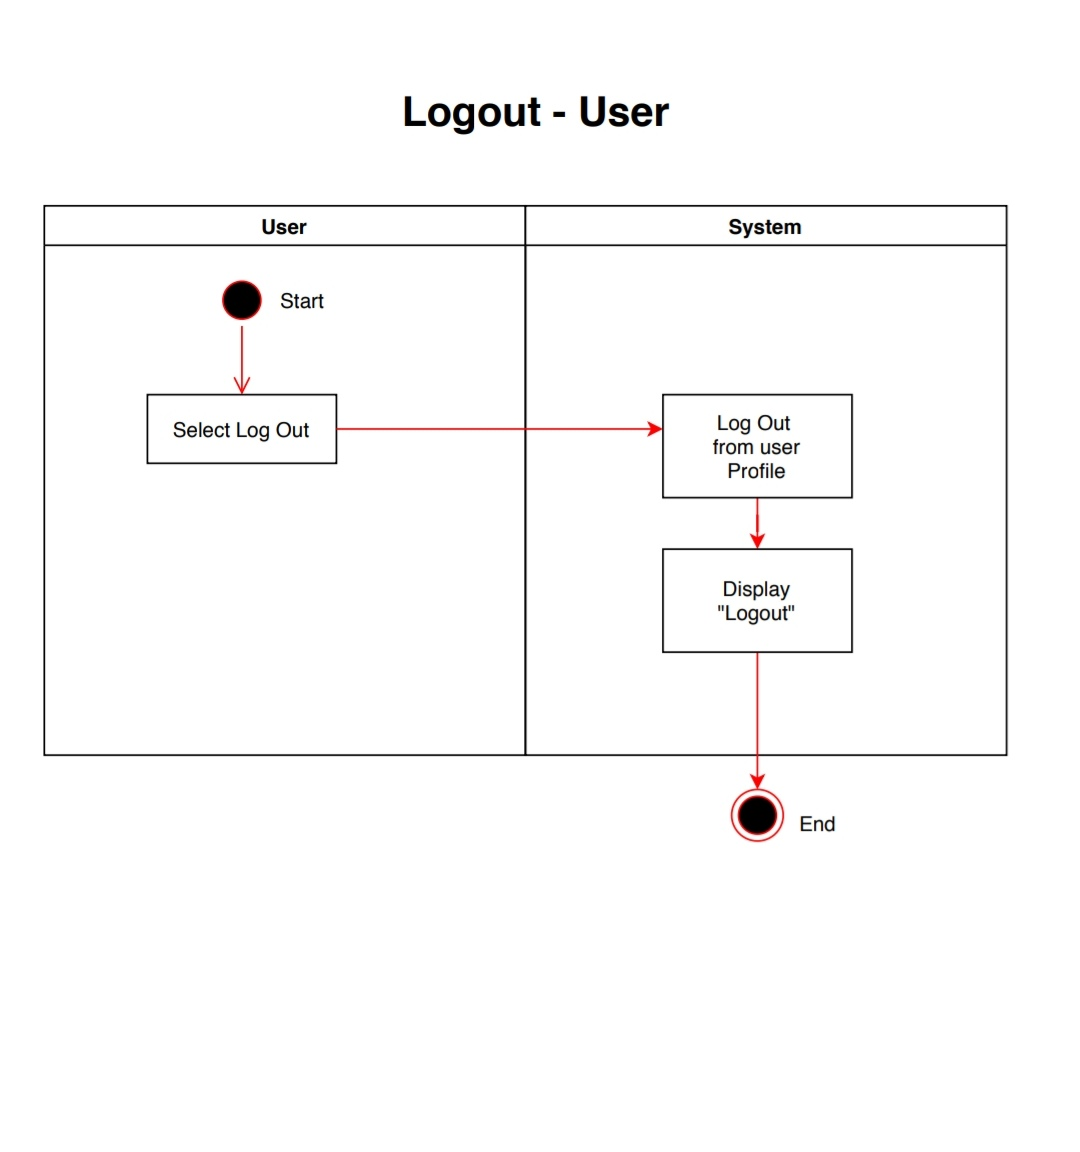 Logout - User
User
System
Start
Select Log Out
Log Out
from user
Profile
Display
"Logout"
End